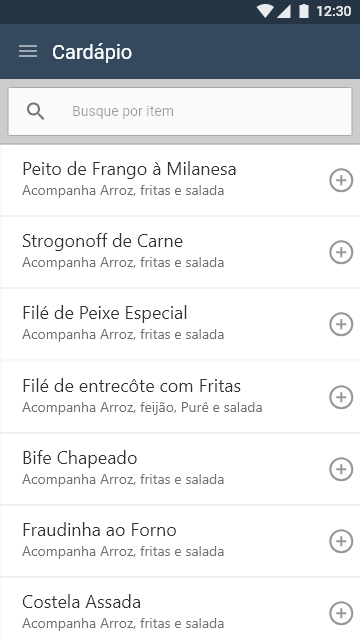 12:30
Cardápio
Busque por item
Peito de Frango à Milanesa
Acompanha Arroz, fritas e salada
Strogonoff de Carne
Acompanha Arroz, fritas e salada
Filé de Peixe Especial
Acompanha Arroz, fritas e salada
Filé de entrecôte com Fritas
Acompanha Arroz, feijão, Purê e salada
Bife Chapeado
Acompanha Arroz, fritas e salada
Fraudinha ao Forno
Acompanha Arroz, fritas e salada
Costela Assada
Acompanha Arroz, fritas e salada